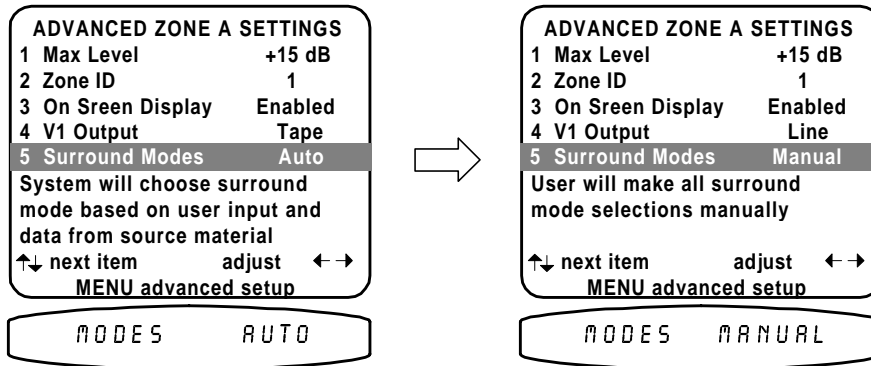 ADVANCED ZONE A SETTINGS
1 Max Level +15 dB
2 Zone ID 1
3 On Sreen Display Enabled
4 V1 Output Tape
5 Surround Modes Auto
System will choose surround
mode based on user input and
data from source material
↑↓ next item adjust ←→
MENU advanced setup
MODES AUTO
ADVANCED ZONE A SETTINGS
1 Max Level +15 dB
2 Zone ID 1
3 On Sreen Display Enabled
4 V1 Output Line
5 Surround Modes Manual
User will make all surround
mode selections manually
↑↓ next item adjust ←→
MENU advanced setup
MODES MANUAL